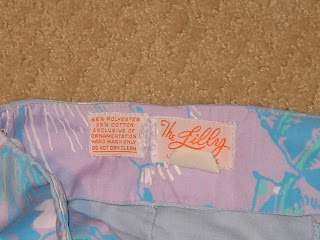 65% POLYESTER
35% COTTON
EXCLUSIVE OF
ORNAMENTATION
HAND WASH ONLY
DO NOT DRY CLEAN
The Lilly